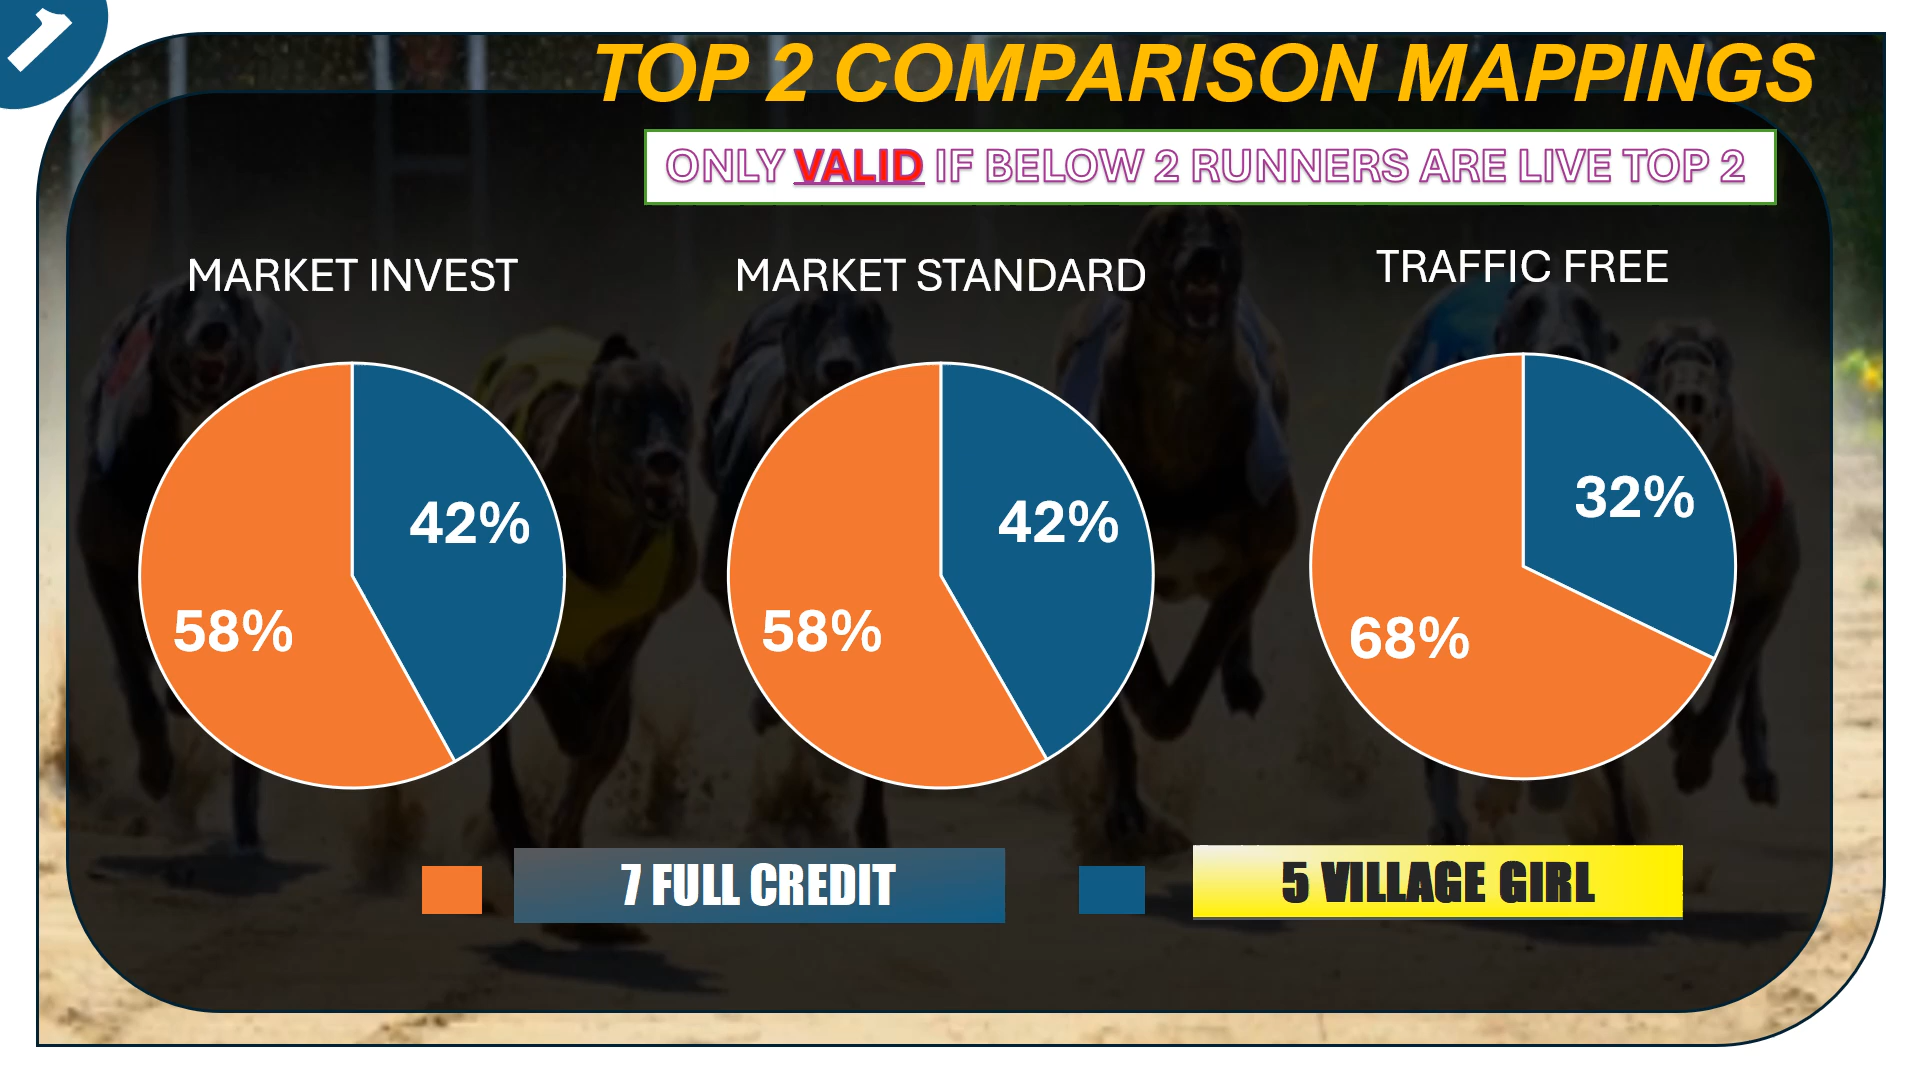 1
TOP 2 COMPARISON MAPPINGS
ONLY VALID IF BELOW 2 RUNNERS ARE LIVE TOP 2
MARKET INVEST
MARKET STANDARD
TRAFFIC FREE
42%
58%
42%
58%
32%
68%
7 FULL CREDIT
5 VILLAGE GIRL